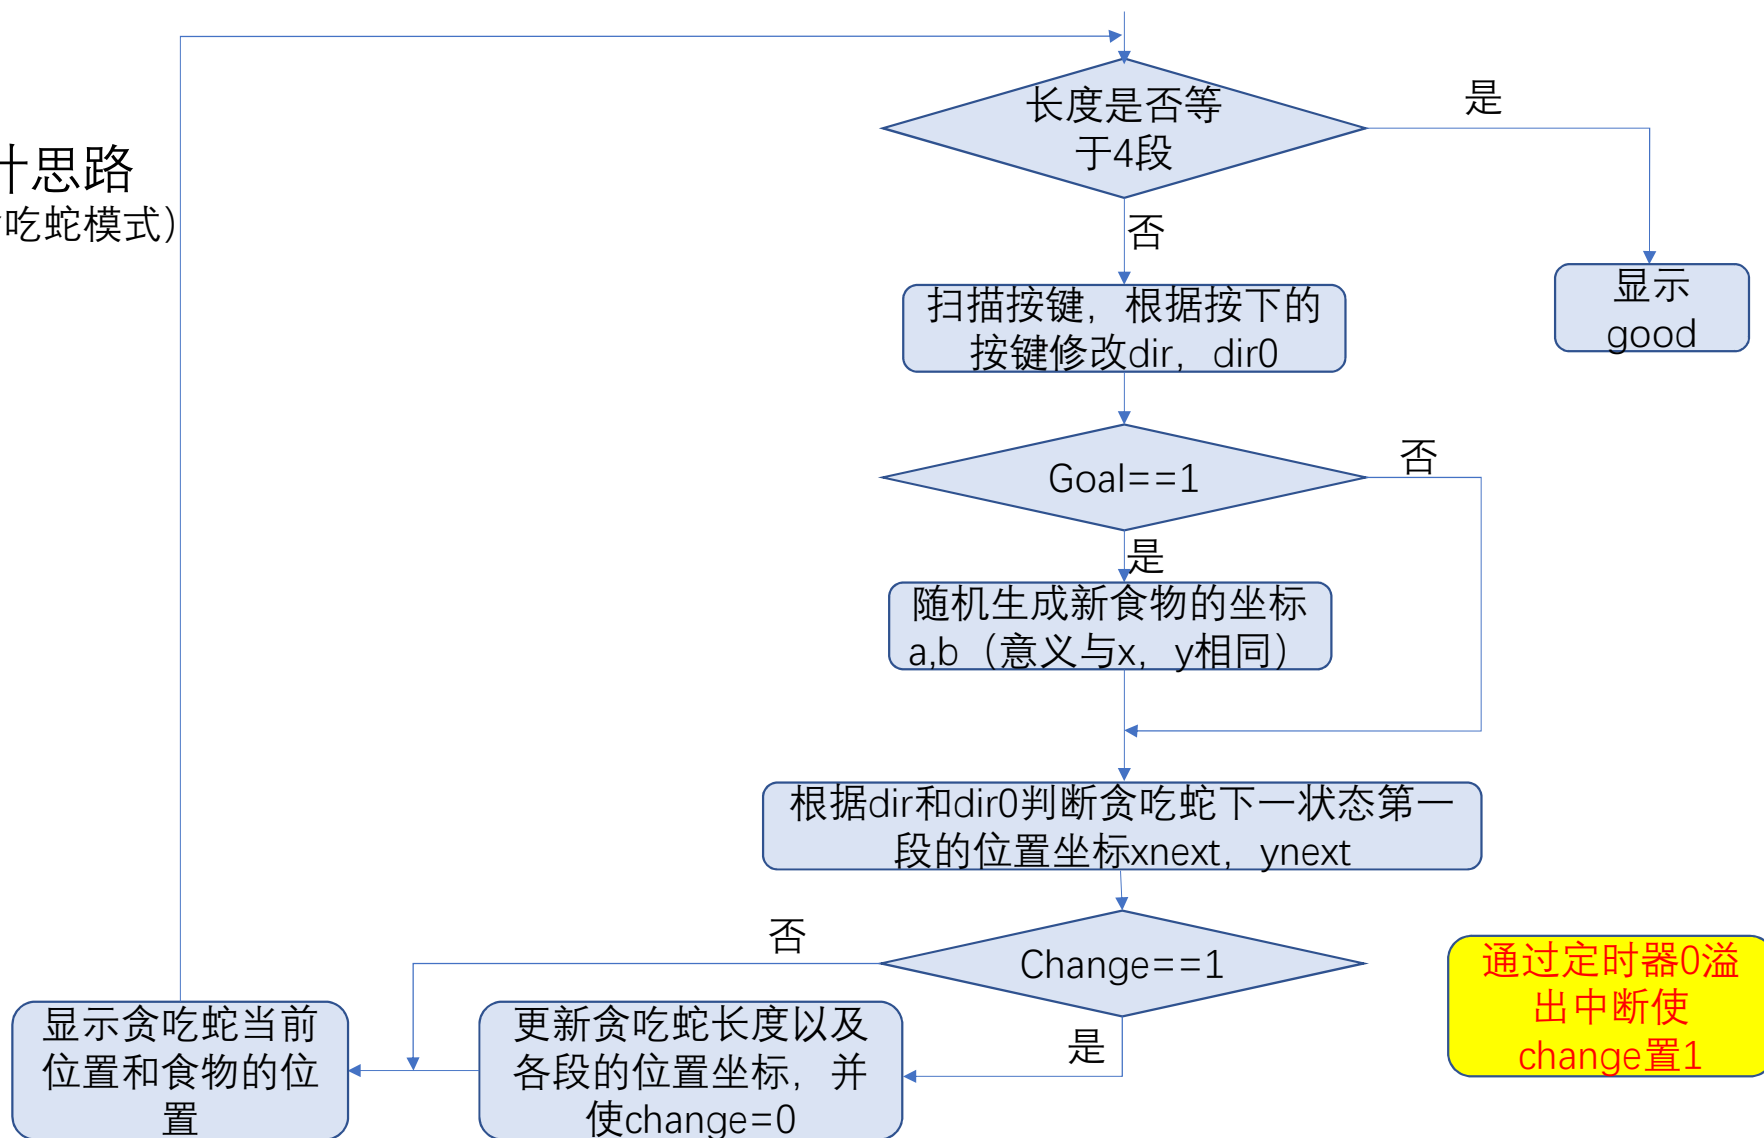 长度是否等
于4段
是
计思路
吃蛇模式）
否
显示
good
扫描按键，根据按下的
按键修改dir，dir0
Goal==1
否
是
随机生成新食物的坐标
a,b（意义与x，y相同）
根据dir和dir0判断贪吃蛇下一状态第一
段的位置坐标xnext，ynext
否
Change==1
是
通过定时器0溢
出中断使
change置1
显示贪吃蛇当前
位置和食物的位
置
更新贪吃蛇长度以及
各段的位置坐标，并
使change=0